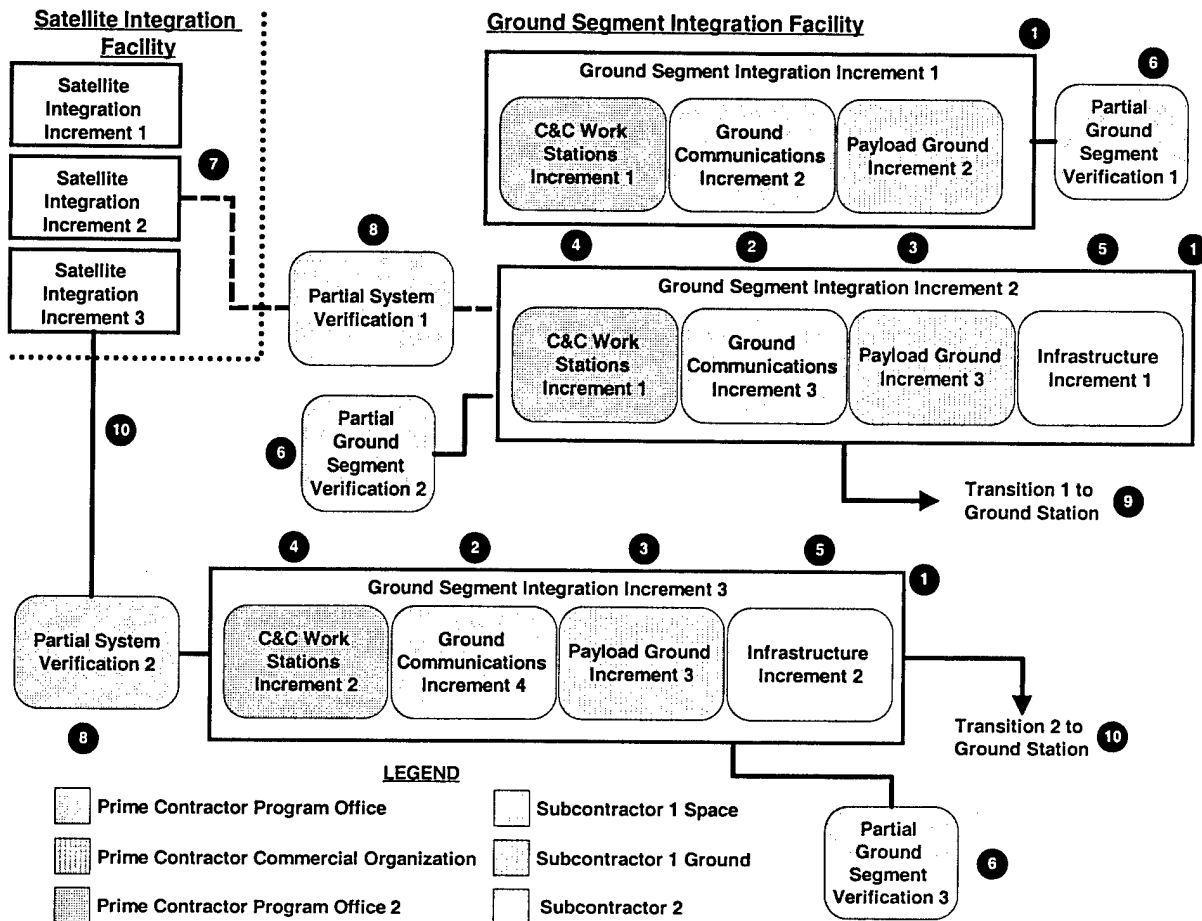 Satellite Integration
Facility
Ground Segment Integration Facility
Satellite
Integration
Increment 1
Satellite
Integration
Increment 2
Satellite
Integration
Increment 3
7
10
1
Ground Segment Integration Increment 1
C&C Work
Stations
Increment 1
Ground
Communications
Increment 2
Payload Ground
Increment 2
6
Partial
Ground
Segment
Verification 1
8
Partial System
Verification 1
4
2
3
5
1
Ground Segment Integration Increment 2
C&C Work
Stations
Increment 1
Ground
Communications
Increment 3
Payload Ground
Increment 3
Infrastructure
Increment 1
6
Partial
Ground
Segment
Verification 2
Transition 1 to
Ground Station
9
4
2
3
5
1
Ground Segment Integration Increment 3
Partial System
Verification 2
8
C&C Work
Stations
Increment 2
Ground
Communications
Increment 4
Payload Ground
Increment 3
Infrastructure
Increment 2
Transition 2 to
Ground Station
10
LEGEND
Prime Contractor Program Office
Prime Contractor Commercial Organization
Prime Contractor Program Office 2
Subcontractor 1 Space
Subcontractor 1 Ground
Subcontractor 2
Partial
Ground
Segment
Verification 3
6